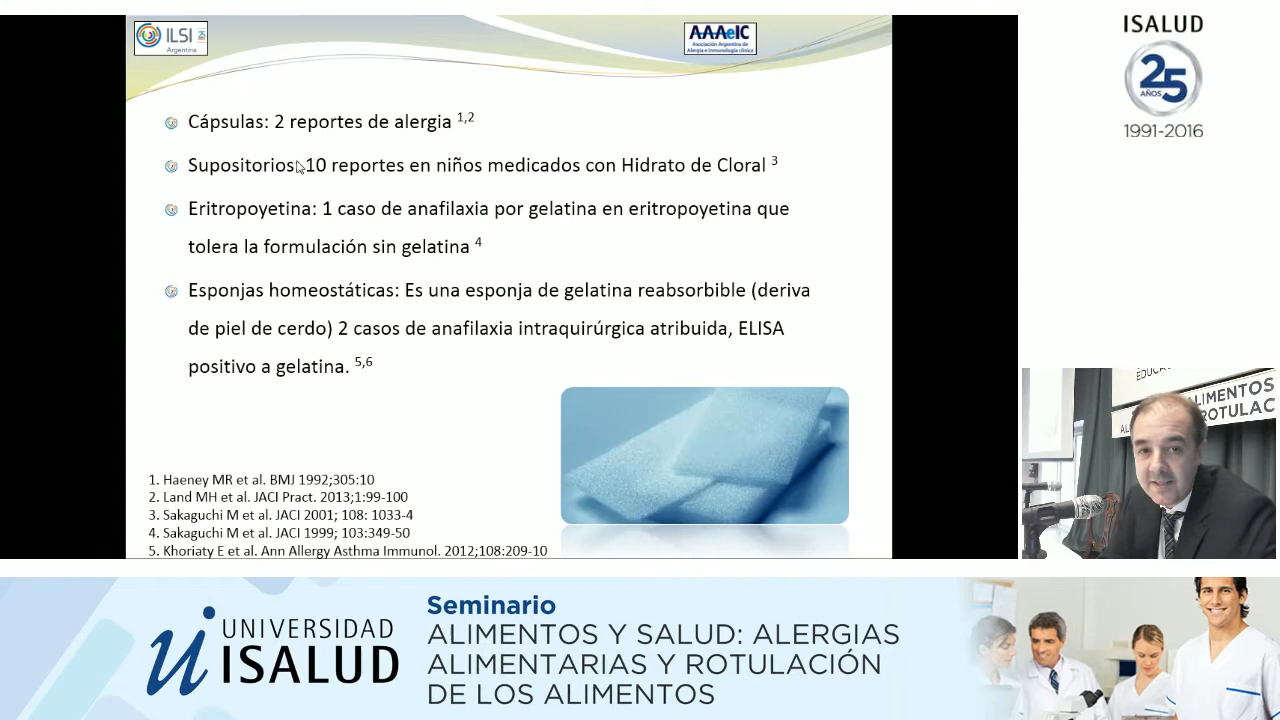 ILSI
Argentina
AAAeIC
Asociación Argentina de
Alergia e Inmunología Clínica
ISALUD
25
AÑOS
1991-2016
Cápsulas: 2 reportes de alergia 1,2
Supositorios: 10 reportes en niños medicados con Hidrato de Cloral 3
Eritropoyetina: 1 caso de anafilaxia por gelatina en eritropoyetina que
tolera la formulación sin gelatina 4
Esponjas homeostáticas: Es una esponja de gelatina reabsorbible (deriva
de piel de cerdo) 2 casos de anafilaxia intraquirúrgica atribuida, ELISA
positivo a gelatina. 5,6
1. Haeney MR et al. BMJ 1992;305:10
2. Land MH et al. JACI Pract. 2013;1:99-100
3. Sakaguchi M et al. JACI 2001; 108: 1033-4
4. Sakaguchi M et al. JACI 1999; 103:349-50
5. Khoriaty E et al. Ann Allergy Asthma Immunol. 2012;108:209-10
ALIMENTOS
ROTULAC
UNIVERSIDAD
ISALUD
Seminario
ALIMENTOS Y SALUD: ALERGIAS
ALIMENTARIAS Y ROTULACIÓN
DE LOS ALIMENTOS